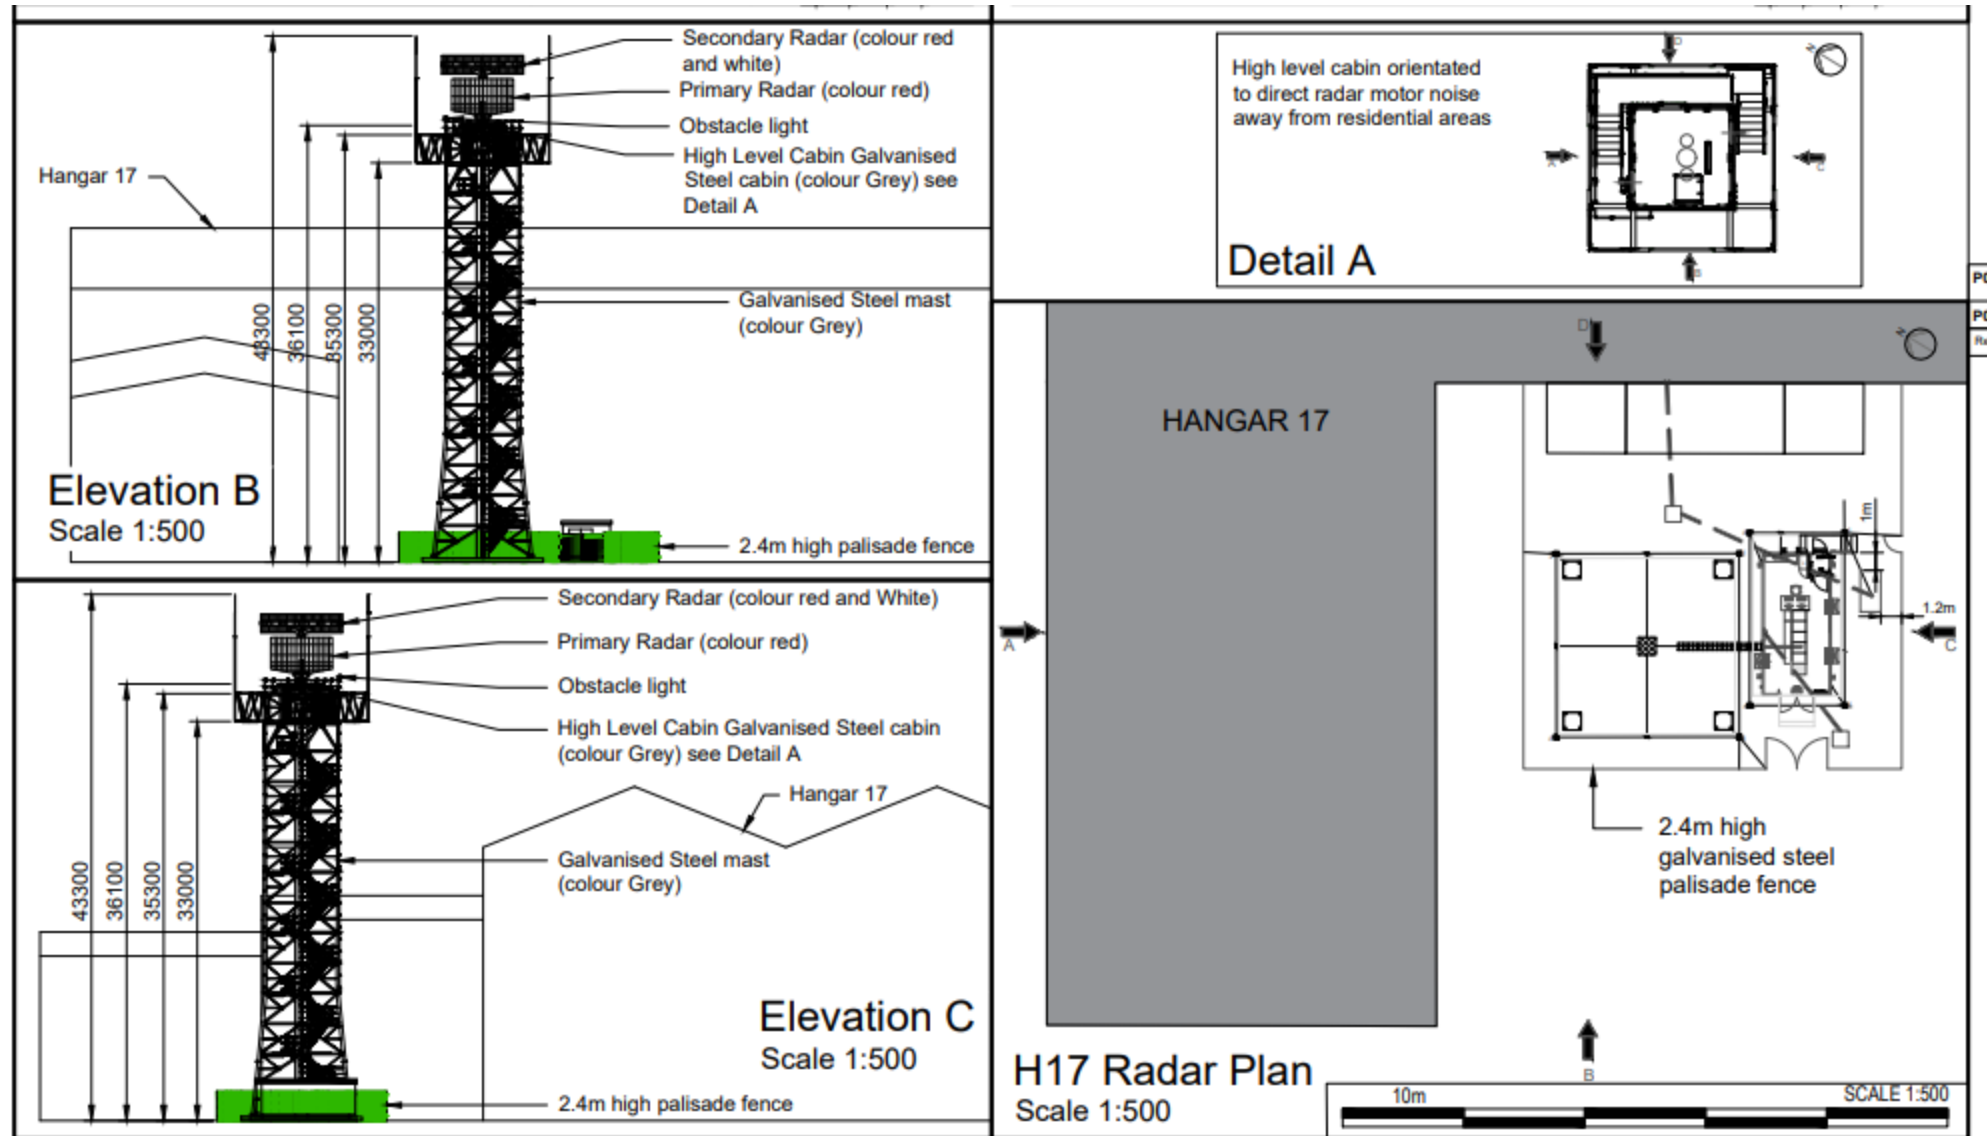 Secondary Radar (colour red
and white)
Primary Radar (colour red)
Obstacle light
High Level Cabin Galvanised
Steel cabin (colour Grey) see
Detail A
Hangar 17
43300
36100
35300
33000
Galvanised Steel mast
(colour Grey)
Elevation B
Scale 1:500
2.4m high palisade fence
Secondary Radar (colour red and White)
Primary Radar (colour red)
Obstacle light
High Level Cabin Galvanised Steel cabin
(colour Grey) see Detail A
Hangar 17
43300
36100
35300
33000
Galvanised Steel mast
(colour Grey)
Elevation C
Scale 1:500
2.4m high palisade fence
High level cabin orientated
to direct radar motor noise
away from residential areas
Detail A
D
C
B
N
HANGAR 17
D
N
1m
1.2m
A
C
2.4m high
galvanised steel
palisade fence
B
H17 Radar Plan
Scale 1:500
10m
SCALE 1:500